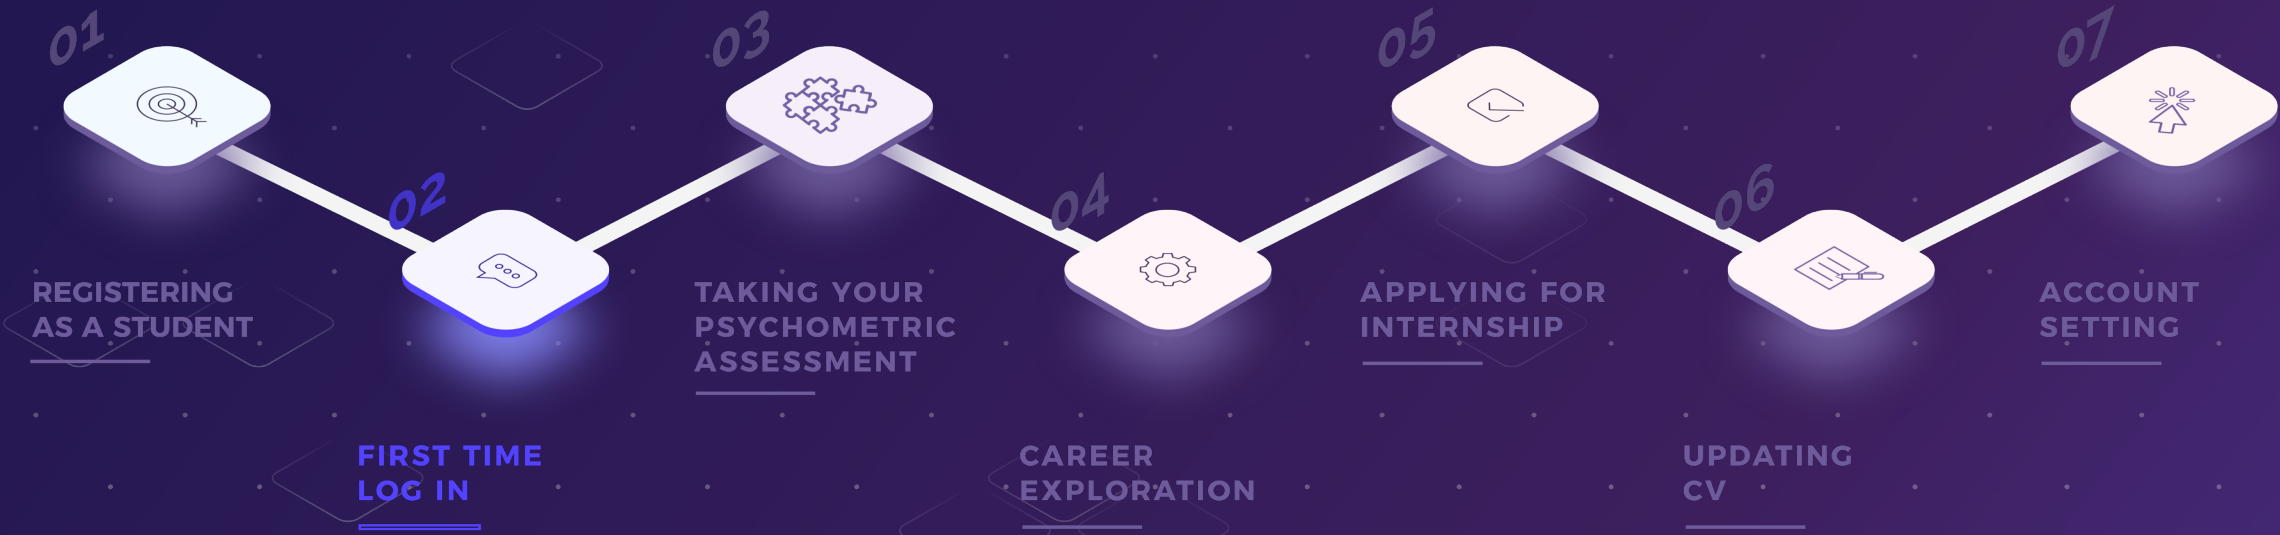 01
REGISTERING
AS A STUDENT
02
FIRST TIME
LOG IN
03
TAKING YOUR
PSYCHOMETRIC
ASSESSMENT
04
CAREER
EXPLORATION
05
APPLYING FOR
INTERNSHIP
06
UPDATING
CV
07
ACCOUNT
SETTING